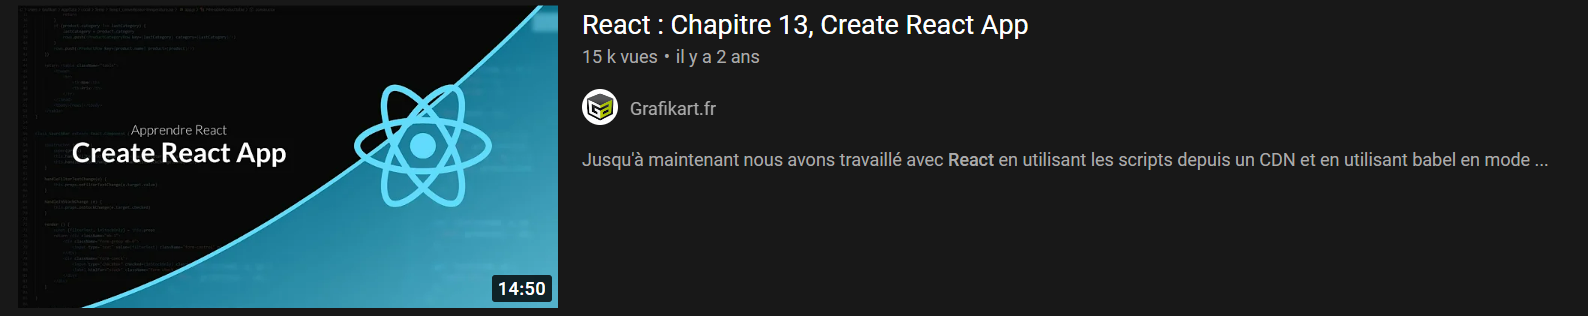 React : Chapitre 13, Create React App
15 k vues • il y a 2 ans
Grafikart.fr
Jusqu'à maintenant nous avons travaillé avec React en utilisant les scripts depuis un CDN et en utilisant babel en mode ...
Apprendre React
Create React App
14:50